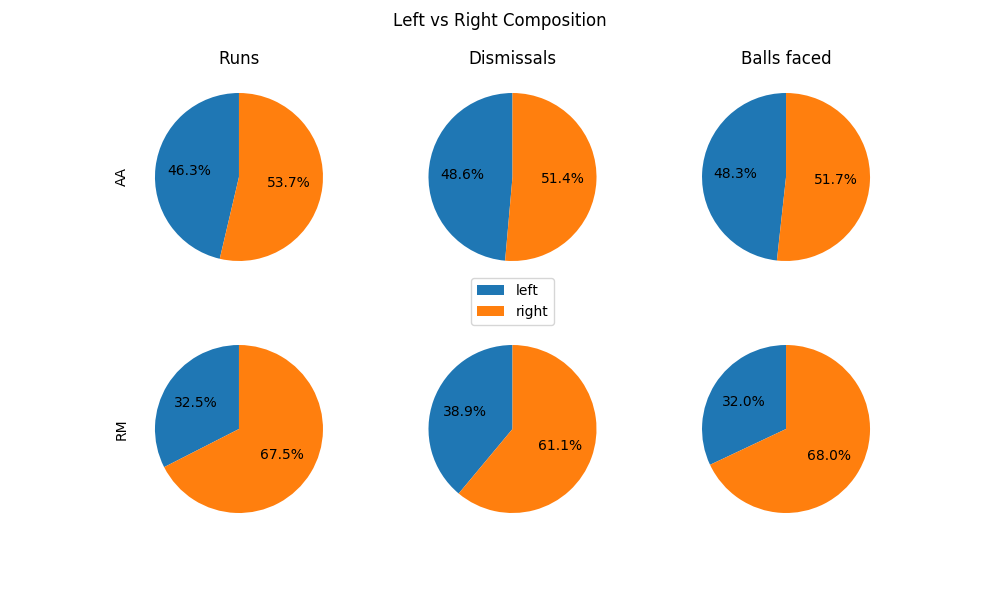 Left vs Right Composition
Runs
Dismissals
Balls faced
AA
46.3%
53.7%
48.6%
51.4%
48.3%
51.7%
left
right
RM
32.5%
67.5%
38.9%
61.1%
32.0%
68.0%